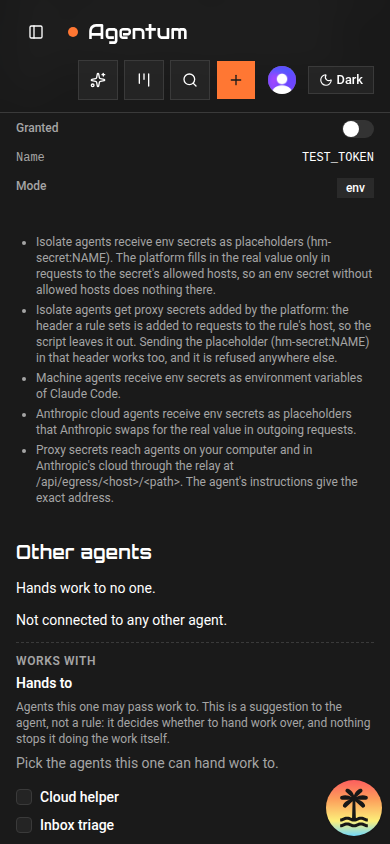 Agentum
Dark
Granted
Name TEST_TOKEN
Mode env
Isolate agents receive env secrets as placeholders (hm-
secret:NAME). The platform fills in the real value only in
requests to the secret's allowed hosts, so an env secret without
allowed hosts does nothing there.
Isolate agents get proxy secrets added by the platform: the
header a rule sets is added to requests to the rule's host, so the
script leaves it out. Sending the placeholder (hm-secret:NAME)
in that header works too, and it is refused anywhere else.
Machine agents receive env secrets as environment variables
of Claude Code.
Anthropic cloud agents receive env secrets as placeholders
that Anthropic swaps for the real value in outgoing requests.
Proxy secrets reach agents on your computer and in
Anthropic's cloud through the relay at
/api/egress/<host>/<path>. The agent's instructions give the
exact address.
Other agents
Hands work to no one.
Not connected to any other agent.
WORKS WITH
Hands to
Agents this one may pass work to. This is a suggestion to the
agent, not a rule: it decides whether to hand work over, and nothing
stops it doing the work itself.
Pick the agents this one can hand work to.
Cloud helper
Inbox triage